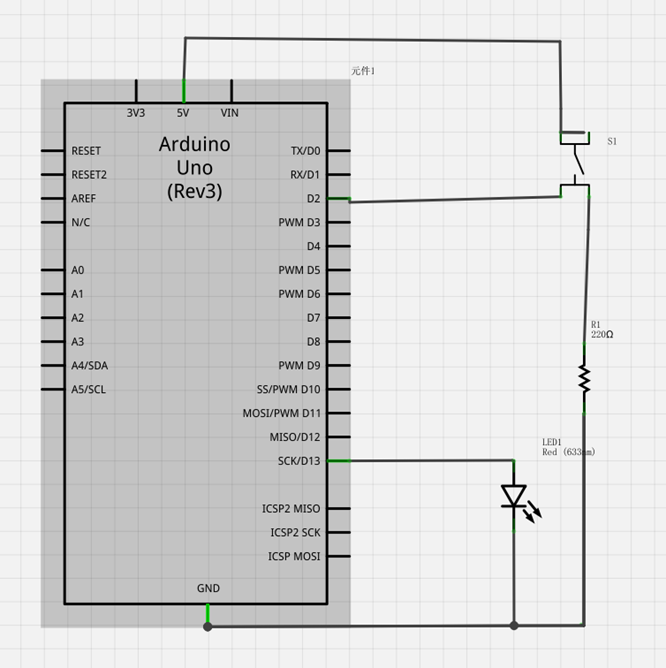 元件1
3V3
5V
VIN
Arduino
Uno
(Rev3)
RESET
RESET2
AREF
N/C
A0
A1
A2
A3
A4/SDA
A5/SCL
TX/D0
RX/D1
D2
PWM D3
D4
PWM D5
PWM D6
D7
D8
PWM D9
SS/PWM D10
MOSI/PWM D11
MISO/D12
SCK/D13
ICSP2 MISO
ICSP2 SCK
ICSP MOSI
GND
S1
R1
220Ω
LED1
Red (633nm)